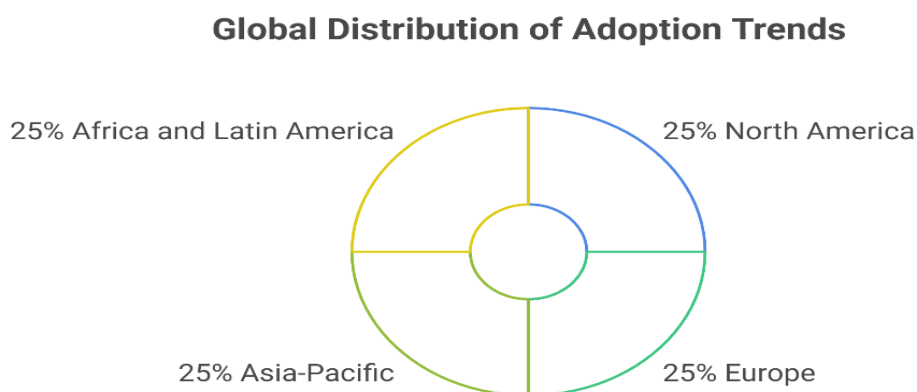 Global Distribution of Adoption Trends
25% Africa and Latin America
25% North America
25% Asia-Pacific
25% Europe